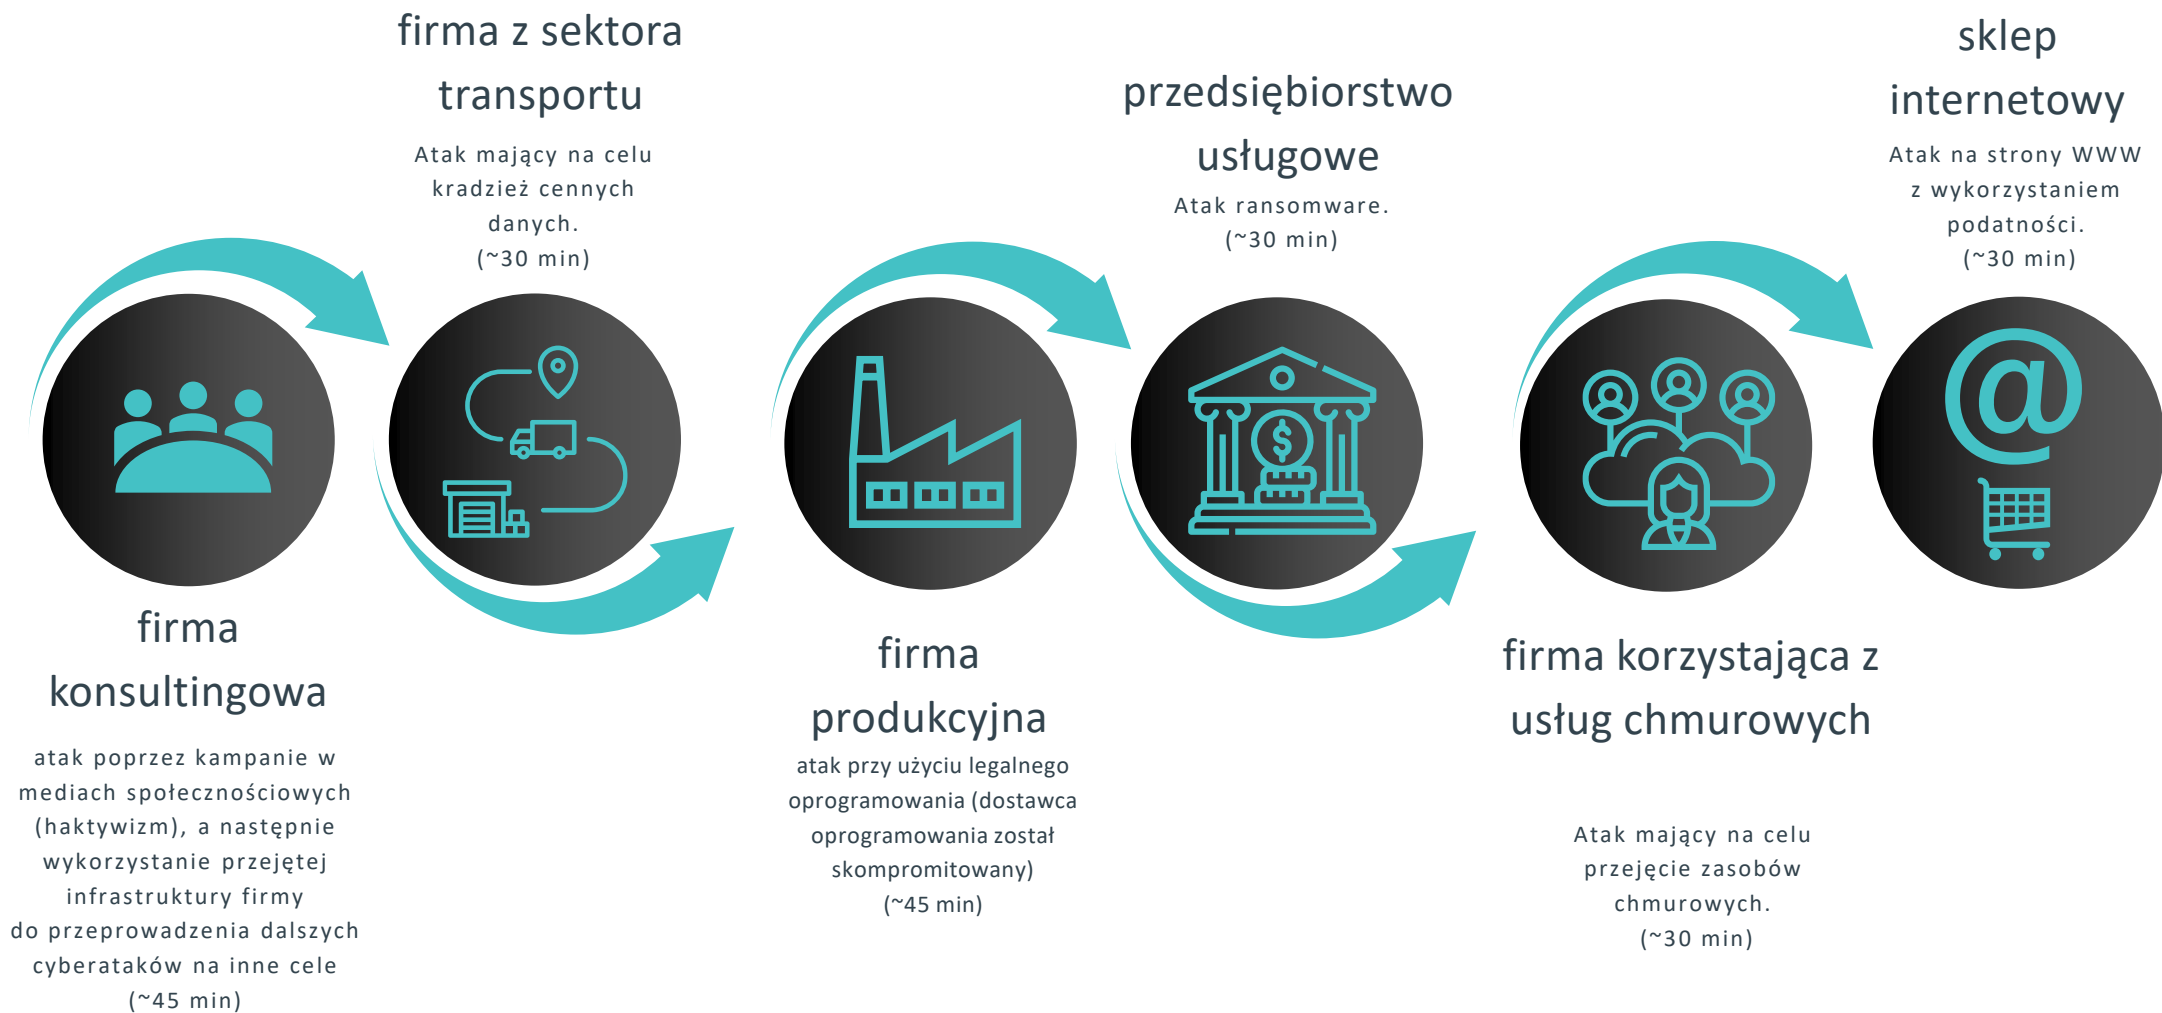 firma z sektora
transportu
Atak mający na celu
kradzież cennych
danych.
(~30 min)
przedsiębiorstwo
usługowe
Atak ransomware.
(~30 min)
sklep
internetowy
Atak na strony WWW
z wykorzystaniem
podatności.
(~30 min)
firma
konsultingowa
atak poprzez kampanie w
mediach społecznościowych
(haktywizm), a następnie
wykorzystanie przejętej
infrastruktury firmy
do przeprowadzenia dalszych
cyberataków na inne cele
(~45 min)
firma
produkcyjna
atak przy użyciu legalnego
oprogramowania (dostawca
oprogramowania został
skompromitowany)
(~45 min)
firma korzystająca z
usług chmurowych
Atak mający na celu
przejęcie zasobów
chmurowych.
(~30 min)